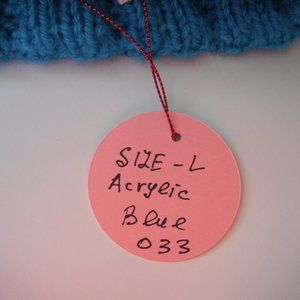 SIZE - L
Acrylic
Blue
033